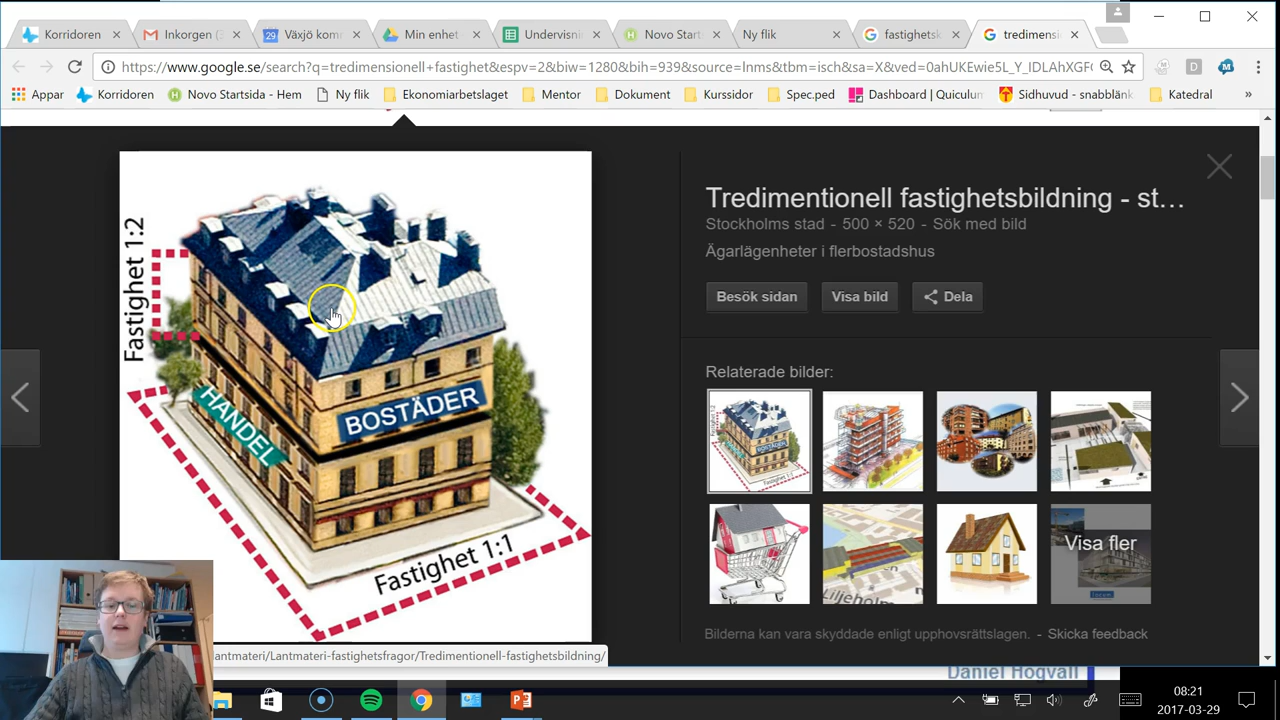 Korridoren
Inkorgen (
Växjö kom
Min enhet
Undervisni
Novo Start
Ny flik
fastighetsk
tredimensi
https://www.google.se/search?q=tredimensionell+fastighet&espv=2&biw=1280&bih=939&source=lnms&tbm=isch&sa=X&ved=0ahUKEwie5L_Y_IDLAhXGFC
Appar
Korridoren
Novo Startsida - Hem
Ny flik
Ekonomarbetslaget
Mentor
Dokument
Kurssidor
Spec.ped
Dashboard | Quiculum
Sidhuvud - snabblänk
Katedral
»
Fastighet 1:2
HANDEL
BOSTÄDER
Fastighet 1:1
Tredimentionell fastighetsbildning - st…
Stockholms stad - 500 × 520 - Sök med bild
Ägarlägenheter i flerbostadshus
Besök sidan
Visa bild
Dela
Relaterade bilder:
Liljeholm
Visa fler
Bilderna kan vara skyddade enligt upphovsrättslagen. - Skicka feedback
lantmateri/Lantmateri-fastighetsfragor/Tredimentionell-fastighetsbildning/
Daniel Högvall
08:21
2017-03-29